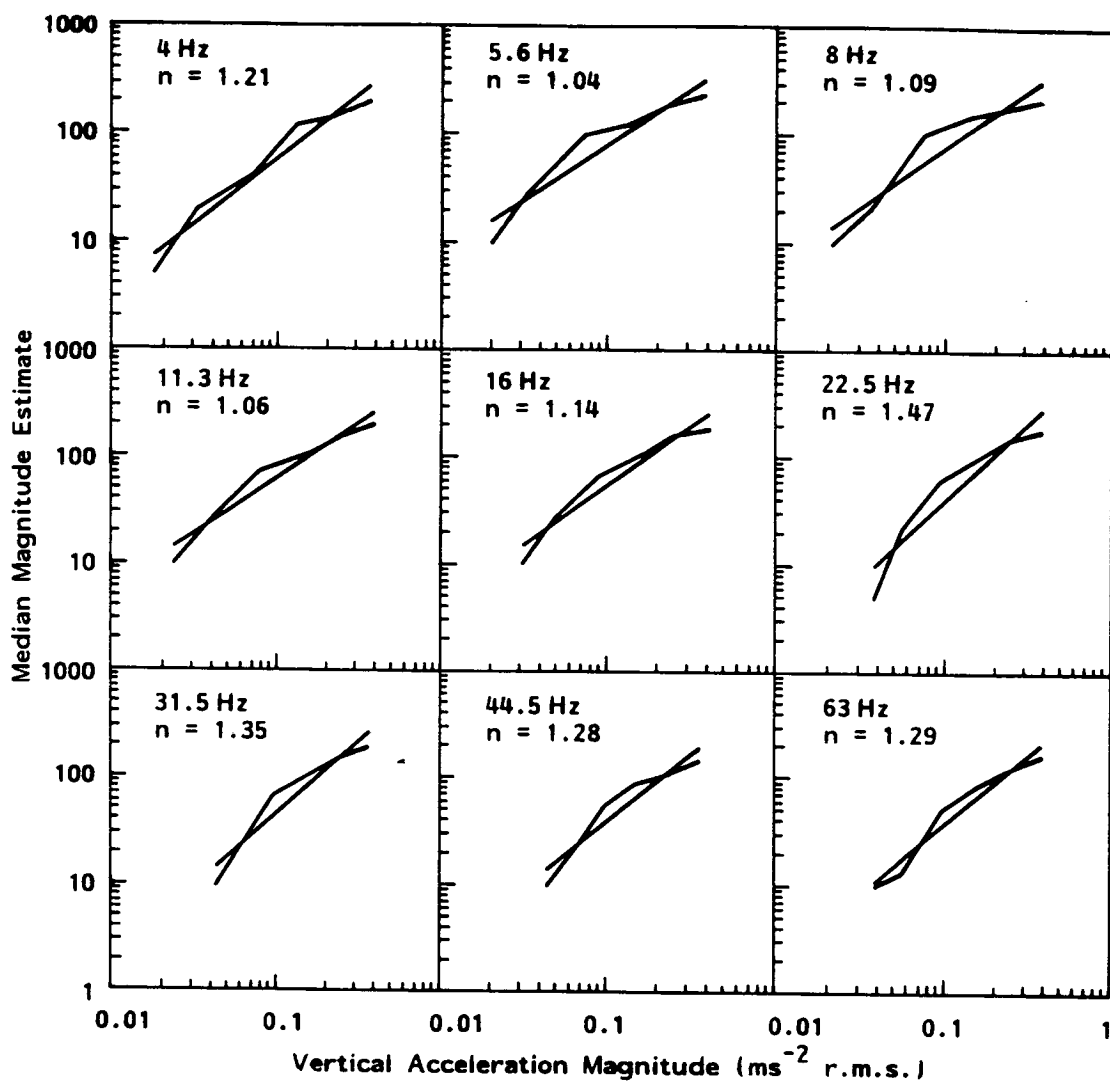 1000
4 Hz
n = 1.21
5.6 Hz
n = 1.04
8 Hz
n = 1.09
100
10
1000
11.3 Hz
n = 1.06
16 Hz
n = 1.14
22.5 Hz
n = 1.47
100
10
1000
31.5 Hz
n = 1.35
44.5 Hz
n = 1.28
63 Hz
n = 1.29
100
10
1
0.01 0.1 0.01 0.1 0.01 0.1 1
Median Magnitude Estimate
Vertical Acceleration Magnitude (ms⁻² r.m.s.)